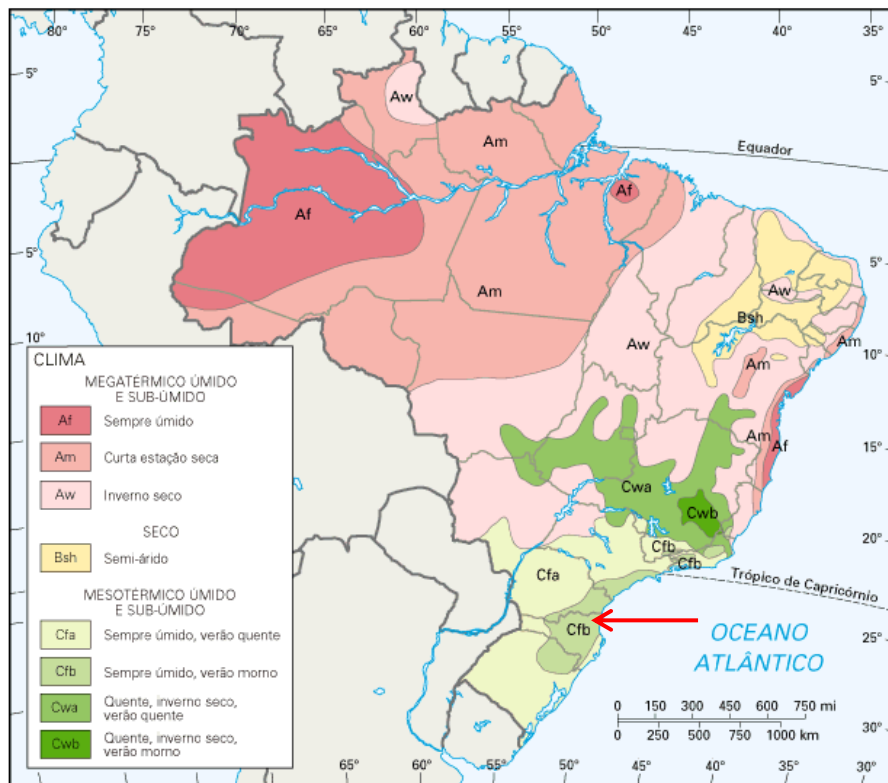 80° 75° 70° 65° 60° 55° 50° 45° 40° 35° 30°
5°
Aw
Am
Equador
0°
Af
Af
5°
5°
Am
Aw
Bsh
Aw
Am
10°
10°
Am
CLIMA
MEGATÉRMICO ÚMIDO
E SUB-ÚMIDO
Af Sempre úmido
Am Curta estação seca
Aw Inverno seco
SECO
Bsh Semi-árido
MESOTÉRMICO ÚMIDO
E SUB-ÚMIDO
Cfa Sempre úmido, verão quente
Cfb Sempre úmido, verão morno
Cwa Quente, inverno seco,
verão quente
Cwb Quente, inverno seco,
verão morno
Am
Af
15°
Cwa
Cwb
20°
Cfb
Cfb
Cfa
Trópico de Capricórnio
Cfb
OCEANO
ATLÂNTICO
25°
0 150 300 450 600 750 mi
0 250 500 750 1000 km
65° 60° 55° 50° 45° 40° 35° 30°